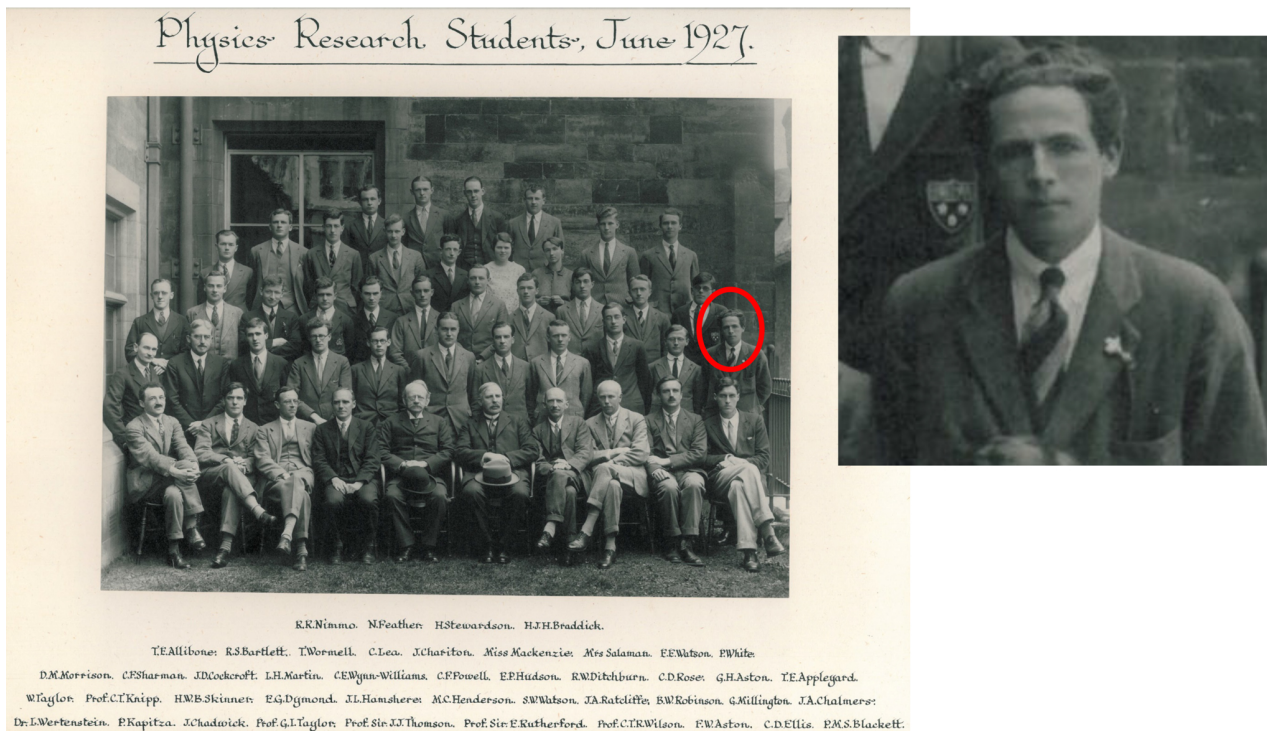 Physics Research Students, June 1927.
R.R.Nimmo. N.Feather. H.Stewardson. H.J.H.Braddick.
T.E.Allibone. R.S.Bartlett. T.Wormell. C.Lea. J.Chariton. Miss Mackenzie. Mrs Salaman. E.E.Watson. P.White.
D.M.Morrison. C.F.Sharman. J.D.Cockcroft. L.H.Martin. C.E.Wynn-Williams. C.F.Powell. E.P.Hudson. R.W.Ditchburn. C.D.Rose. G.H.Aston. T.E.Appleyard.
W.Taylor. Prof.C.T.Knipp. H.W.B.Skinner. E.G.Dymond. J.L.Hamshere. M.C.Henderson. S.W.Watson. J.A.Ratcliffe. B.W.Robinson. G.Millington. J.A.Chalmers.
Dr.L.Wertenstein. P.Kapitza. J.Chadwick. Prof.G.I.Taylor. Prof.Sir.J.J.Thomson. Prof.Sir.E.Rutherford. Prof.C.T.R.Wilson. F.W.Aston. C.D.Ellis. P.M.S.Blackett.